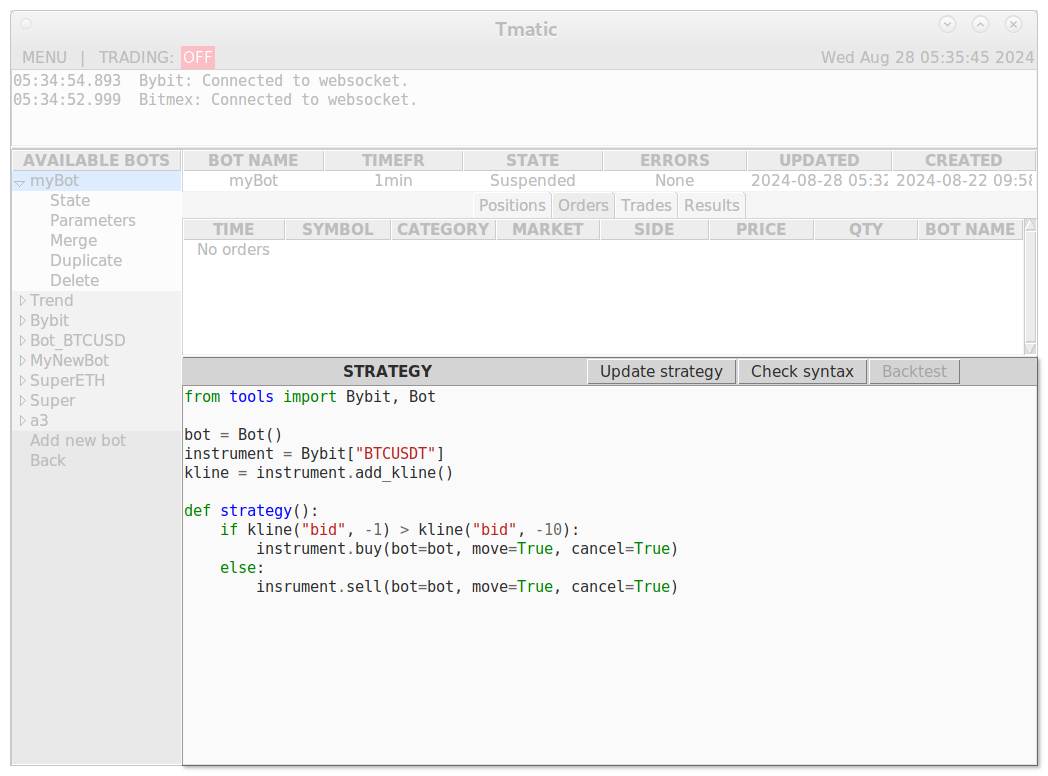 Tmatic
MENU | TRADING: OFF Wed Aug 28 05:35:45 2024
05:34:54.893 Bybit: Connected to websocket.
05:34:52.999 Bitmex: Connected to websocket.
AVAILABLE BOTS
myBot
State
Parameters
Merge
Duplicate
Delete
Trend
Bybit
Bot_BTCUSD
MyNewBot
SuperETH
Super
a3
Add new bot
Back
BOT NAME TIMEFR STATE ERRORS UPDATED CREATED
myBot 1min Suspended None 2024-08-28 05:32 2024-08-22 09:58
Positions Orders Trades Results
TIME SYMBOL CATEGORY MARKET SIDE PRICE QTY BOT NAME
No orders
STRATEGY Update strategy Check syntax Backtest
from tools import Bybit, Bot
bot = Bot()
instrument = Bybit["BTCUSDT"]
kline = instrument.add_kline()
def strategy():
    if kline("bid", -1) > kline("bid", -10):
        instrument.buy(bot=bot, move=True, cancel=True)
    else:
        insrument.sell(bot=bot, move=True, cancel=True)